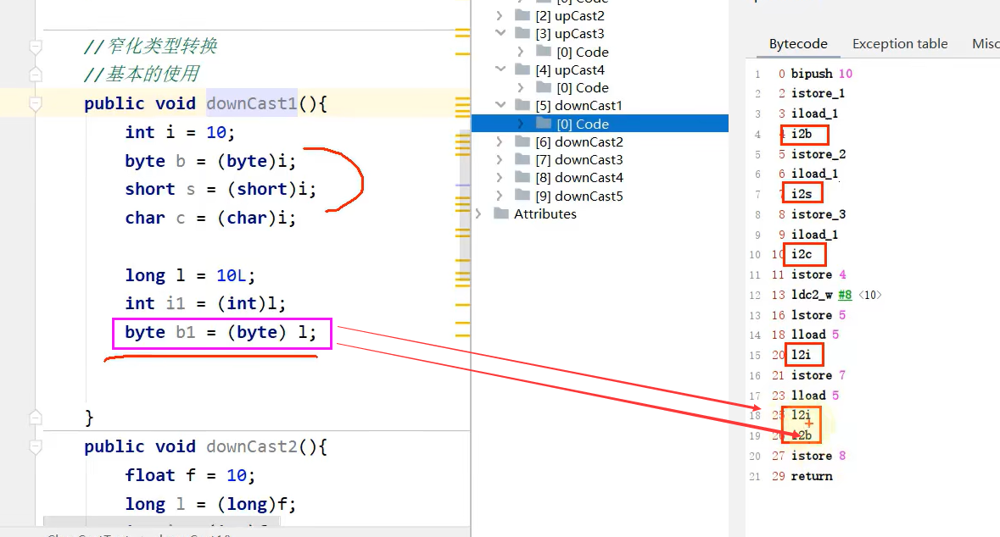 //窄化类型转换
//基本的使用
public void downCast1(){
int i = 10;
byte b = (byte)i;
short s = (short)i;
char c = (char)i;
long l = 10L;
int i1 = (int)l;
byte b1 = (byte) l;
}
public void downCast2(){
float f = 10;
long l = (long)f;
[0] Code
[2] upCast2
[3] upCast3
[0] Code
[4] upCast4
[0] Code
[5] downCast1
[0] Code
[6] downCast2
[7] downCast3
[8] downCast4
[9] downCast5
Attributes
Bytecode Exception table Misc
1 0 bipush 10
2 2 istore_1
3 3 iload_1
4 4 i2b
5 5 istore_2
6 6 iload_1
7 7 i2s
8 8 istore_3
9 9 iload_1
10 10 i2c
11 11 istore 4
12 13 ldc2_w #8 <10>
13 16 lstore 5
14 18 lload 5
15 20 l2i
16 21 istore 7
17 23 lload 5
18 25 l2i
19 26 i2b
20 27 istore 8
21 29 return